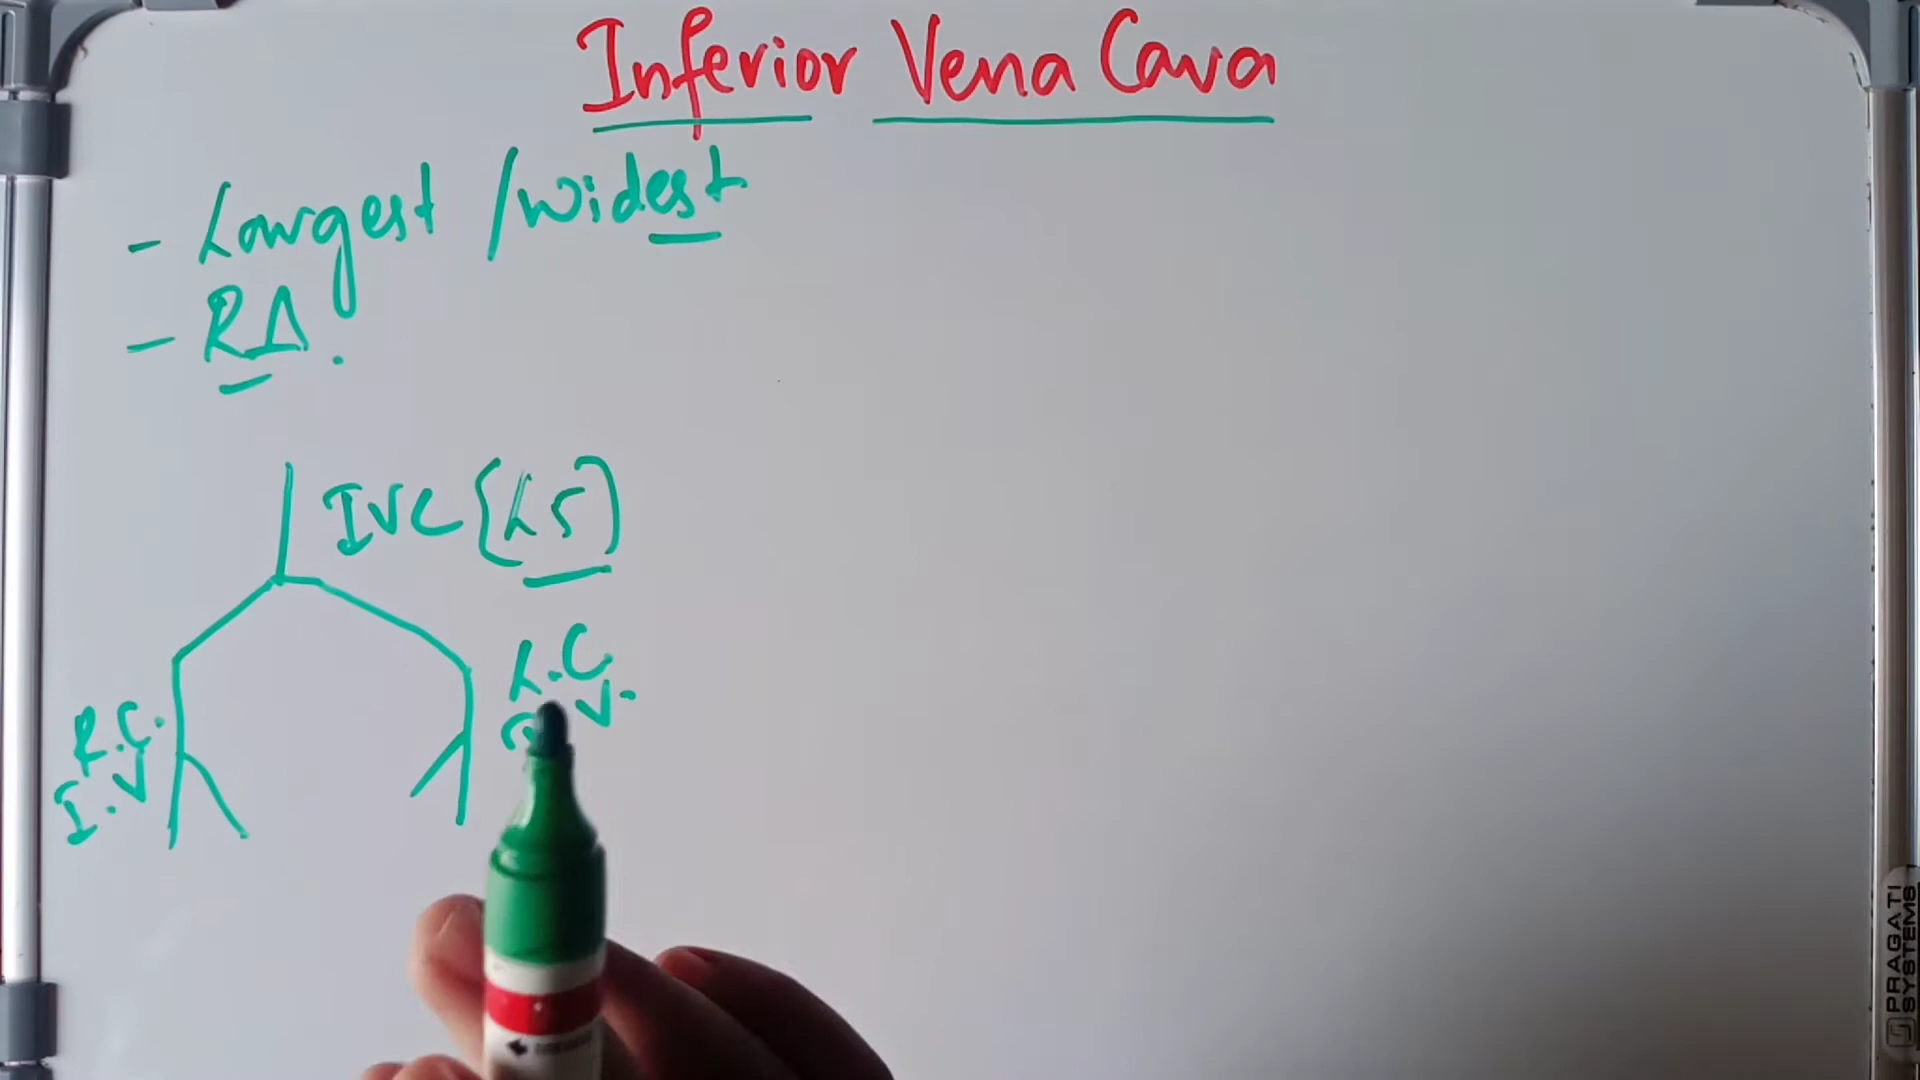 Inferior Vena Cava
- Largest / widest
- RA.
IVC {L5}
L.C
V.
R.C.
I.V
PRAGATI
SYSTEMS